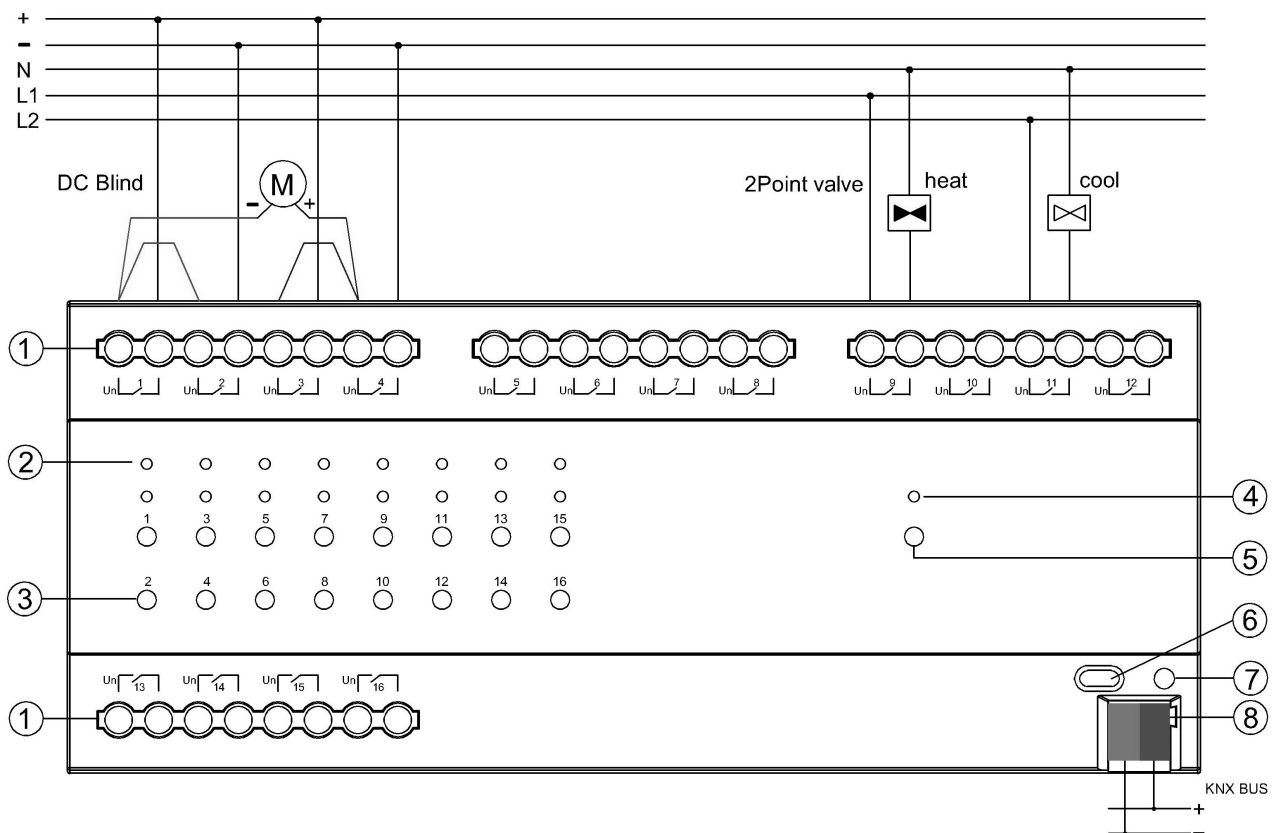 +
-
N
L1
L2
DC Blind
M
- +
2Point valve
heat
cool
1
Un 1 Un 2 Un 3 Un 4 Un 5 Un 6 Un 7 Un 8 Un 9 Un 10 Un 11 Un 12
2
4
1 3 5 7 9 11 13 15
5
2 4 6 8 10 12 14 16
3
6
Un 13 Un 14 Un 15 Un 16
7
1
8
KNX BUS
+
-